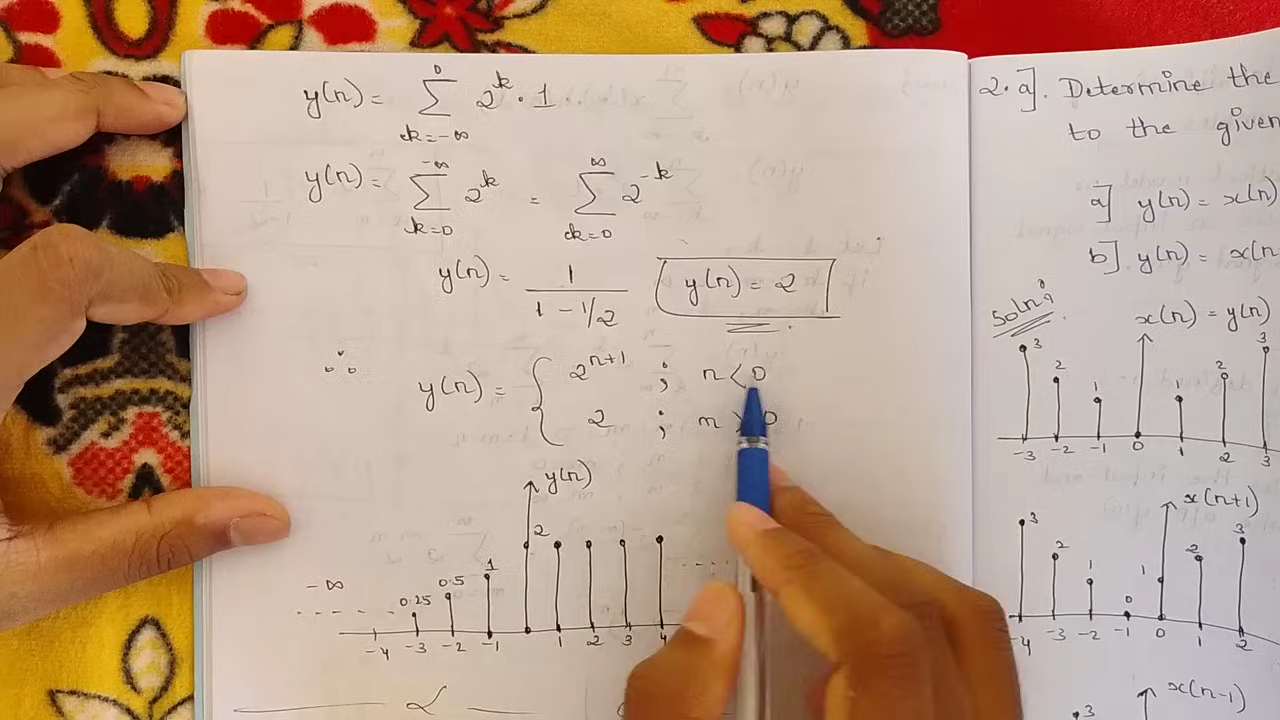 y(n) = 0∑k=-∞ 2^k · 1
y(n) = -∞∑k=0 2^k = ∞∑k=0 2^-k
y(n) = 1/(1 - 1/2) y(n) = 2
∴ y(n) = { 2^n+1 ; n<0
2 ; n 0
y(n)
2
-∞ 0.25 0.5 1
-4 -3 -2 -1 1 2 3 4
2·a]. Determine the
to the given
a] y(n) = x(n)
b] y(n) = x(n
Soln:
x(n) = y(n)
3 2 1 1 2 3
-3 -2 -1 0 1 2 3
x(n+1)
3 2 1 0 1 2 3
-4 -3 -2 -1 0 1 2
x(n-1)
3